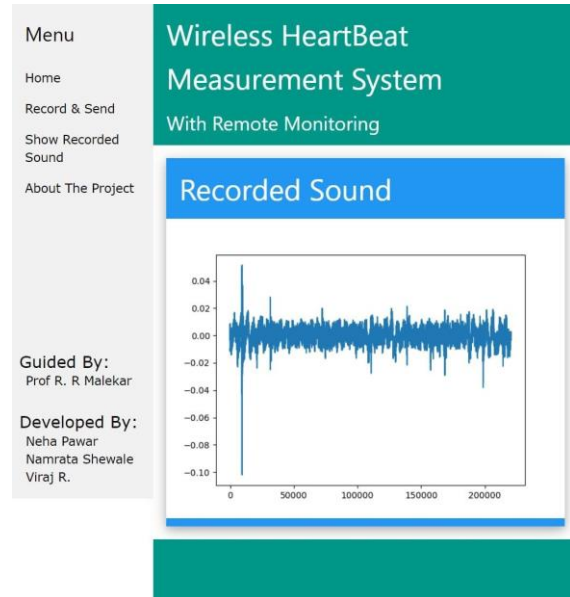 Menu
Home
Record & Send
Show Recorded
Sound
About The Project
Guided By:
Prof R. R Malekar
Developed By:
Neha Pawar
Namrata Shewale
Viraj R.
Wireless HeartBeat
Measurement System
With Remote Monitoring
Recorded Sound
0.04
0.02
0.00
−0.02
−0.04
−0.06
−0.08
−0.10
0 50000 100000 150000 200000